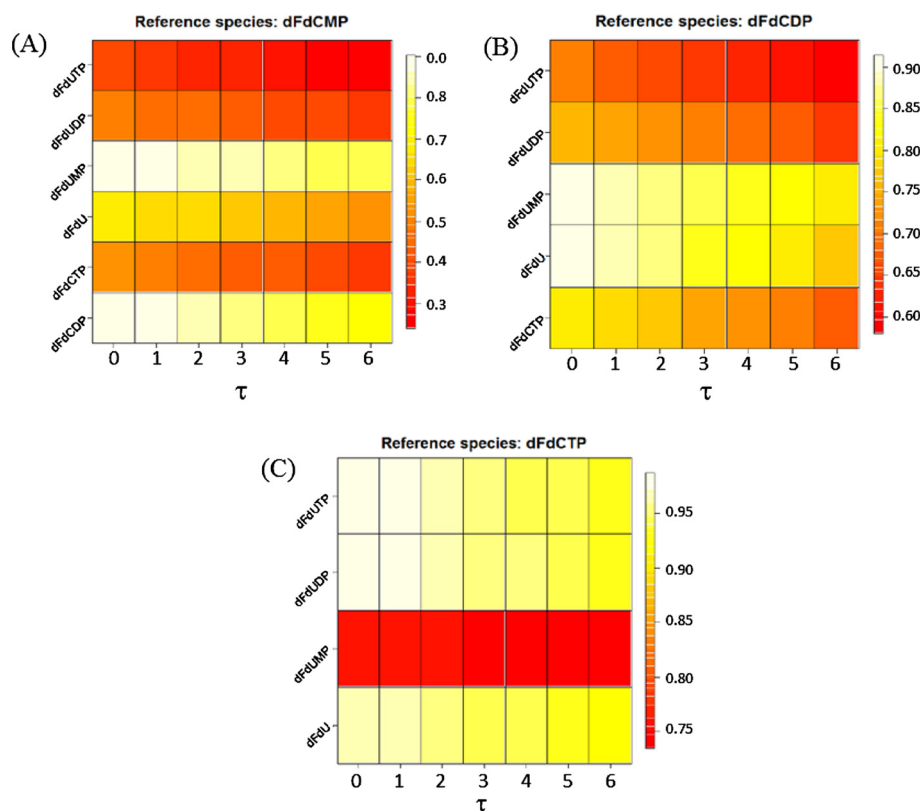 (A)
Reference species: dFdCMP
dFdUTP
dFdUDP
dFdUMP
dFdU
dFdCTP
dFdCDP
0 1 2 3 4 5 6
τ
0.0
0.8
0.6
0.5
0.4
0.3
(B)
Reference species: dFdCDP
dFdUTP
dFdUDP
dFdUMP
dFdU
dFdCTP
0 1 2 3 4 5 6
τ
0.90
0.85
0.80
0.75
0.70
0.65
0.60
(C)
Reference species: dFdCTP
dFdUTP
dFdUDP
dFdUMP
dFdU
0 1 2 3 4 5 6
τ
0.95
0.90
0.85
0.80
0.75